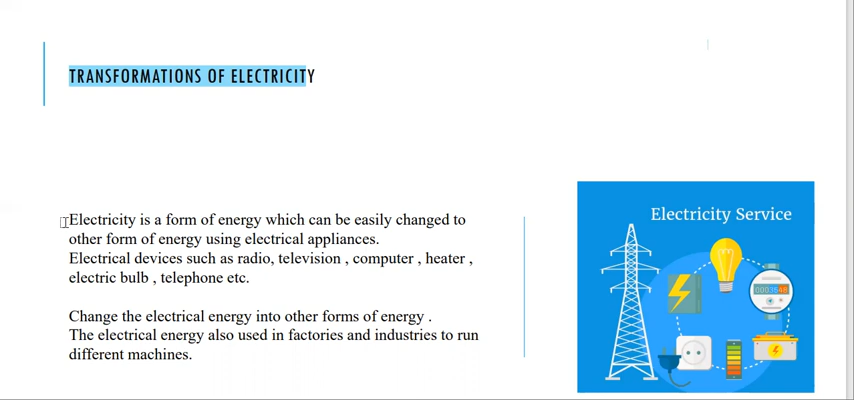 TRANSFORMATIONS OF ELECTRICITY
Electricity is a form of energy which can be easily changed to
other form of energy using electrical appliances.
Electrical devices such as radio, television , computer , heater ,
electric bulb , telephone etc.
Change the electrical energy into other forms of energy .
The electrical energy also used in factories and industries to run
different machines.
Electricity Service
0003648